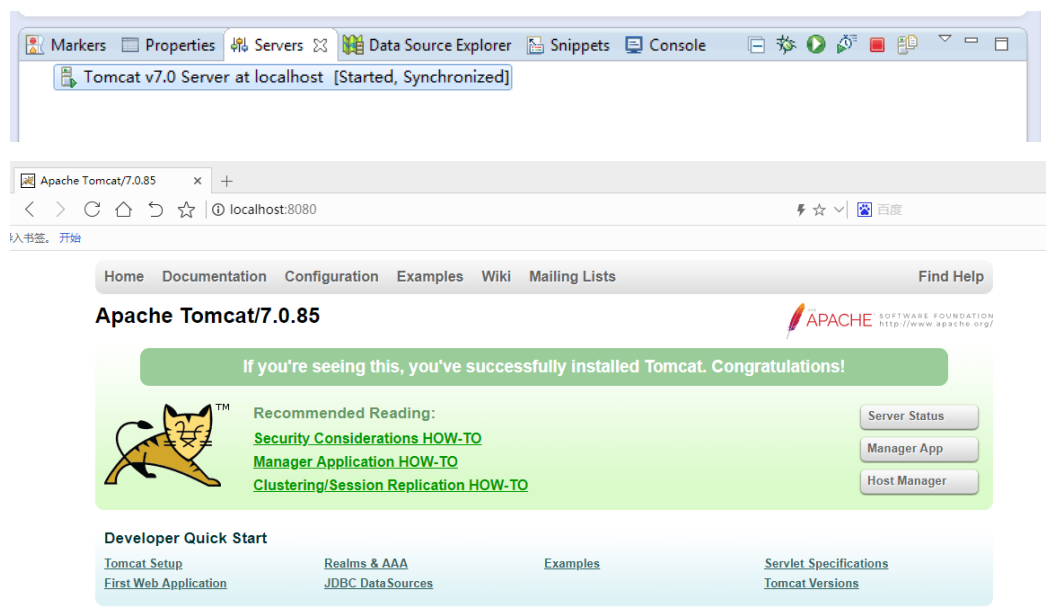 Markers Properties Servers Data Source Explorer Snippets Console
Tomcat v7.0 Server at localhost [Started, Synchronized]
Apache Tomcat/7.0.85
localhost:8080 百度
入书签。 开始
Home Documentation Configuration Examples Wiki Mailing Lists Find Help
Apache Tomcat/7.0.85
THE APACHE SOFTWARE FOUNDATION
http://www.apache.org/
If you're seeing this, you've successfully installed Tomcat. Congratulations!
TM
Recommended Reading:
Security Considerations HOW-TO
Manager Application HOW-TO
Clustering/Session Replication HOW-TO
Server Status
Manager App
Host Manager
Developer Quick Start
Tomcat Setup Realms & AAA Examples Servlet Specifications
First Web Application JDBC DataSources Tomcat Versions